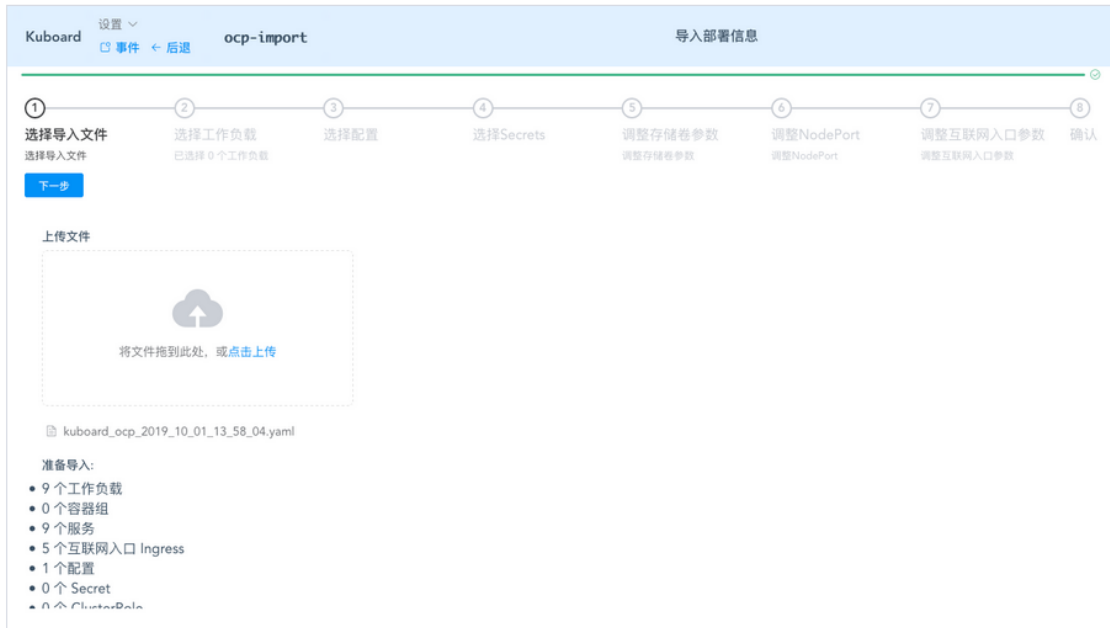 Kuboard
设置
事件 ← 后退
ocp-import
导入部署信息
1 2 3 4 5 6 7 8
选择导入文件 选择工作负载 选择配置 选择Secrets 调整存储卷参数 调整NodePort 调整互联网入口参数 确认
选择导入文件 已选择 0 个工作负载 调整存储卷参数 调整NodePort 调整互联网入口参数
下一步
上传文件
将文件拖到此处，或点击上传
kuboard_ocp_2019_10_01_13_58_04.yaml
准备导入:
• 9 个工作负载
• 0 个容器组
• 9 个服务
• 5 个互联网入口 Ingress
• 1 个配置
• 0 个 Secret
• 0 个 ClusterRole